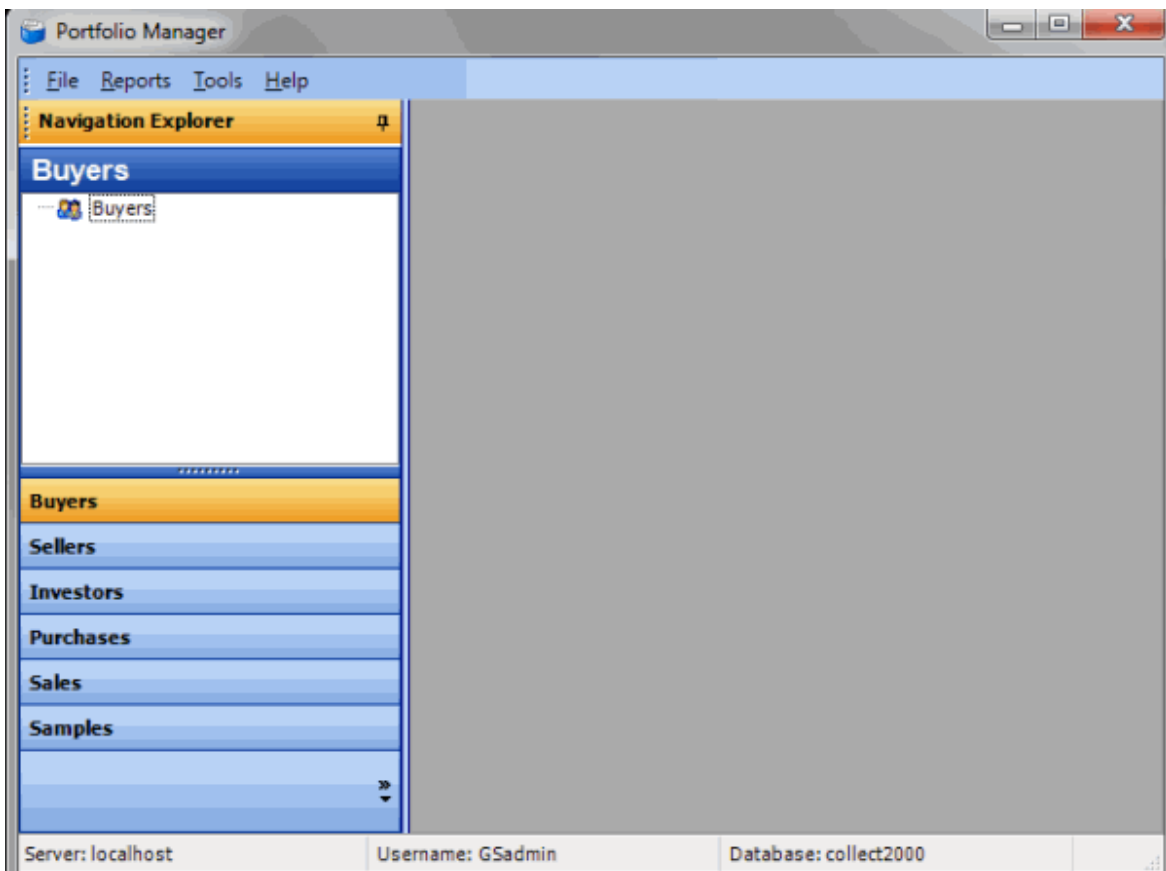 Portfolio Manager
File Reports Tools Help
Navigation Explorer
Buyers
Buyers
Buyers
Sellers
Investors
Purchases
Sales
Samples
Server: localhost Username: GSadmin Database: collect2000